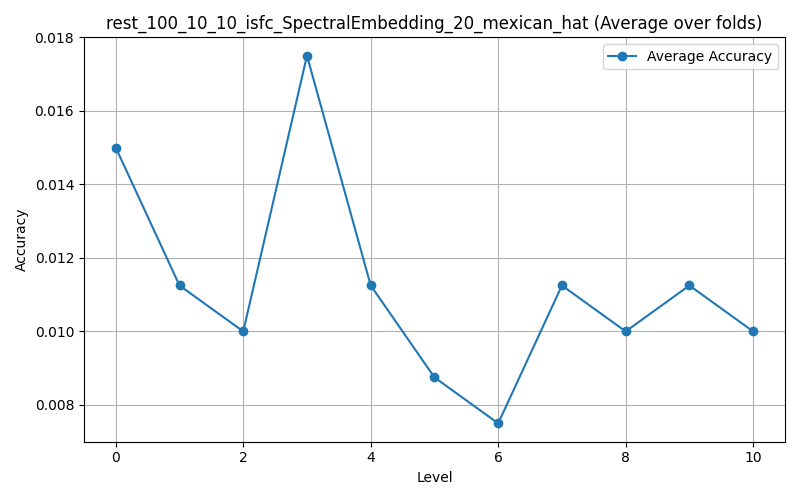 rest_100_10_10_isfc_SpectralEmbedding_20_mexican_hat (Average over folds)
Average Accuracy
0.018
0.016
0.014
0.012
0.010
0.008
Accuracy
0 2 4 6 8 10
Level